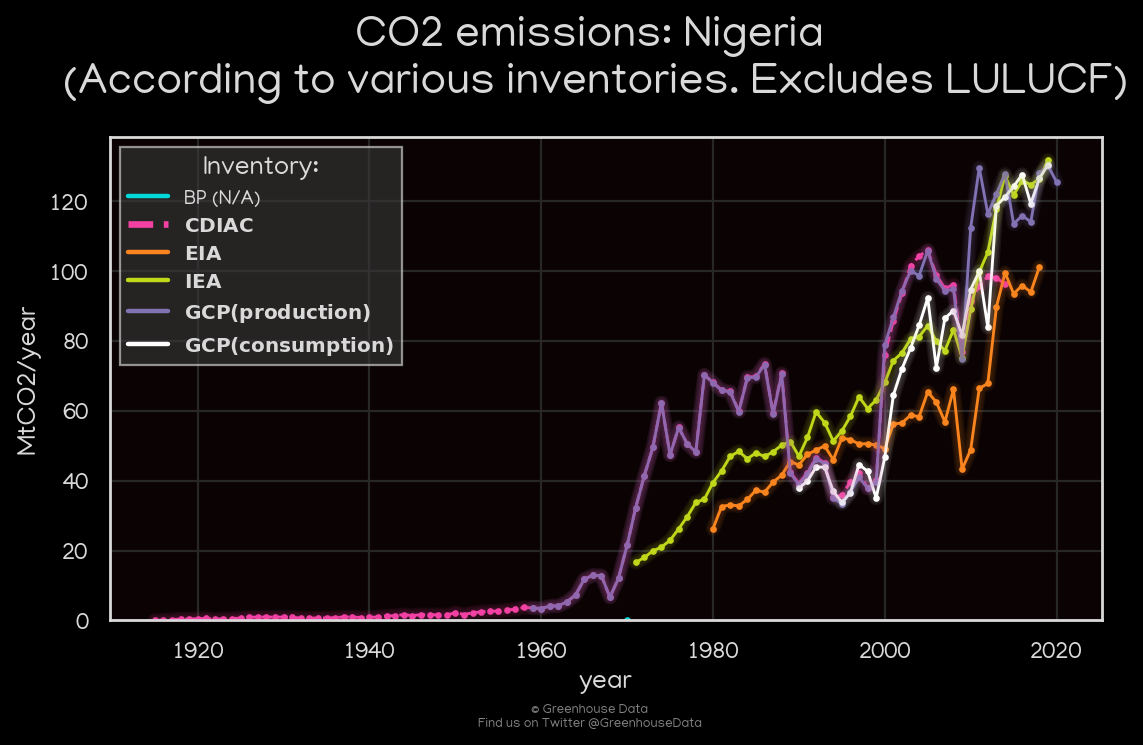 CO2 emissions: Nigeria
(According to various inventories. Excludes LULUCF)
Inventory:
BP (N/A)
CDIAC
EIA
IEA
GCP(production)
GCP(consumption)
MtCO2/year
120
100
80
60
40
20
0
1920 1940 1960 1980 2000 2020
year
© Greenhouse Data
Find us on Twitter @GreenhouseData